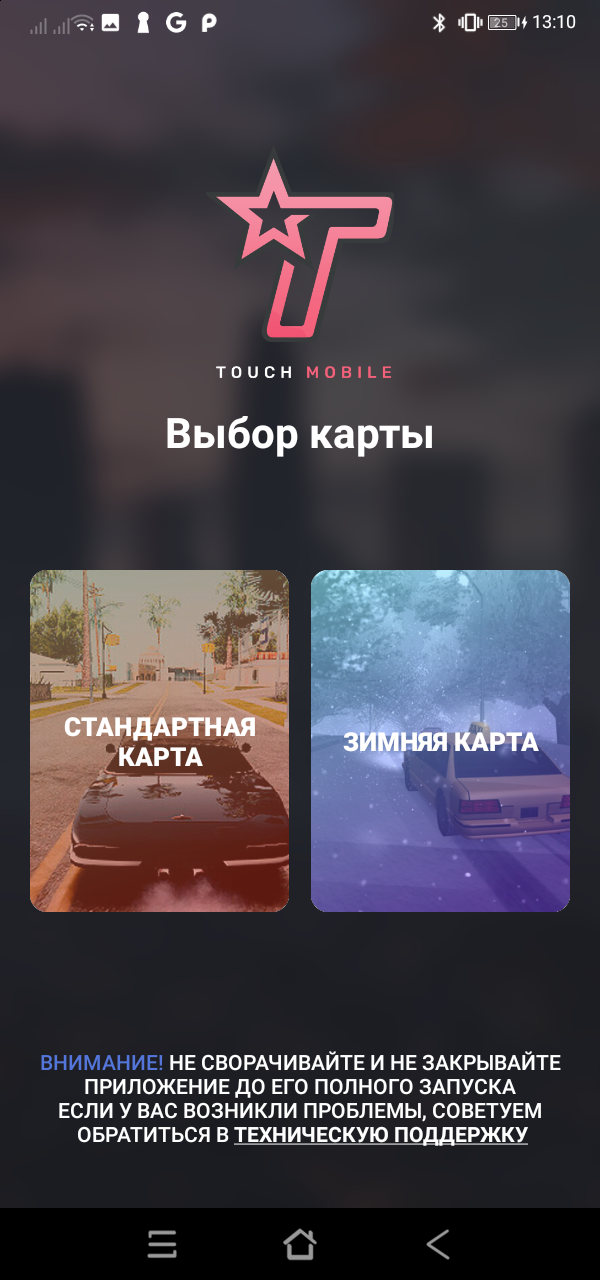 25 13:10
TOUCH MOBILE
Выбор карты
СТАНДАРТНАЯ
КАРТА
ЗИМНЯЯ КАРТА
ВНИМАНИЕ! НЕ СВОРАЧИВАЙТЕ И НЕ ЗАКРЫВАЙТЕ
ПРИЛОЖЕНИЕ ДО ЕГО ПОЛНОГО ЗАПУСКА
ЕСЛИ У ВАС ВОЗНИКЛИ ПРОБЛЕМЫ, СОВЕТУЕМ
ОБРАТИТЬСЯ В ТЕХНИЧЕСКУЮ ПОДДЕРЖКУ